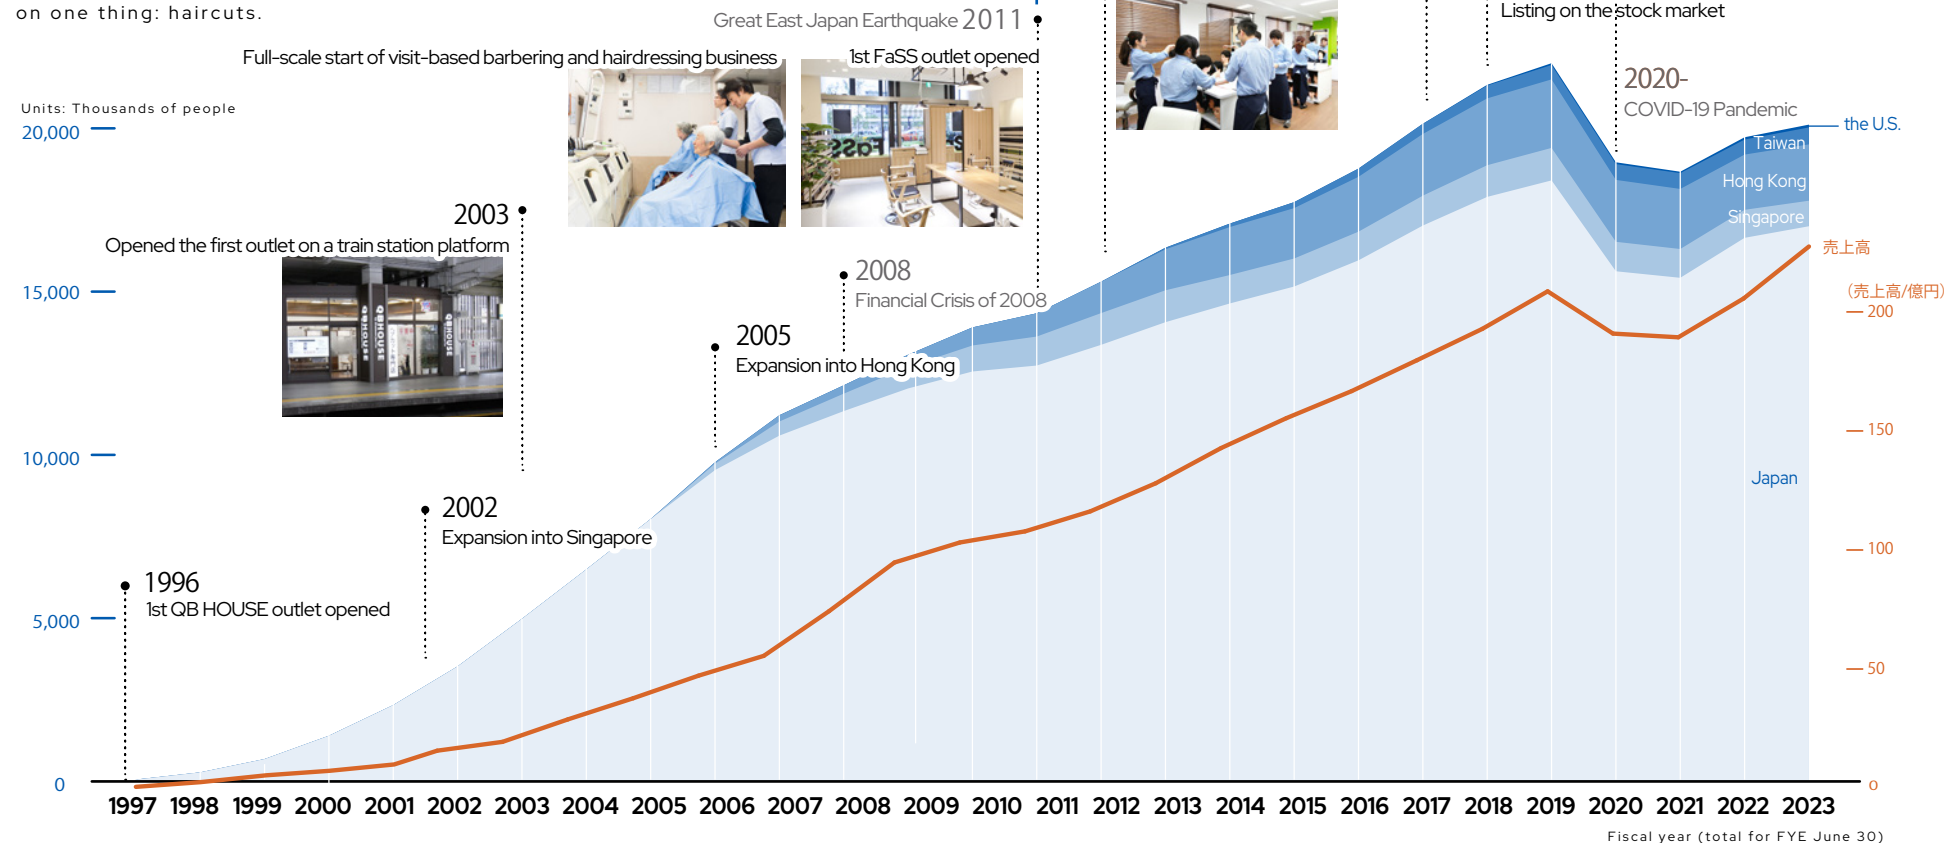 on one thing: haircuts.
Great East Japan Earthquake 2011
Listing on the stock market
Full-scale start of visit-based barbering and hairdressing business
1st FaSS outlet opened
2020-
COVID-19 Pandemic
Units: Thousands of people
20,000
the U.S.
Taiwan
Hong Kong
Singapore
2003
Opened the first outlet on a train station platform
売上高
2008
Financial Crisis of 2008
15,000
(売上高/億円)
200
2005
Expansion into Hong Kong
QBHOUSE
QBHOUSE
QBHOUSE
FaSS
10,000
150
Japan
2002
Expansion into Singapore
100
1996
1st QB HOUSE outlet opened
5,000
50
0
0
1997 1998 1999 2000 2001 2002 2003 2004 2005 2006 2007 2008 2009 2010 2011 2012 2013 2014 2015 2016 2017 2018 2019 2020 2021 2022 2023
Fiscal year (total for FYE June 30)